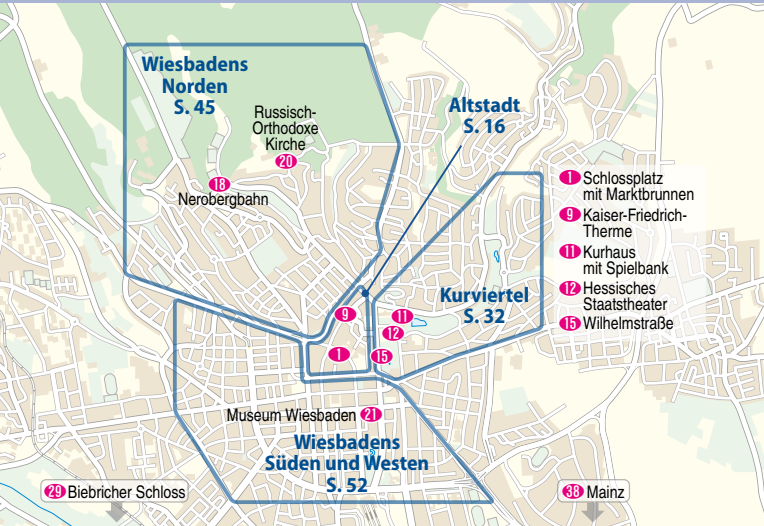 Wiesbadens
Norden
S. 45
Russisch-
Orthodoxe
Kirche
20
18
Nerobergbahn
Altstadt
S. 16
1 Schlossplatz
mit Marktbrunnen
9 Kaiser-Friedrich-
Therme
11 Kurhaus
mit Spielbank
12 Hessisches
Staatstheater
15 Wilhelmstraße
Kurviertel
S. 32
9
11
12
1
15
Museum Wiesbaden 21
Wiesbadens
Süden und Westen
S. 52
29 Biebricher Schloss
38 Mainz